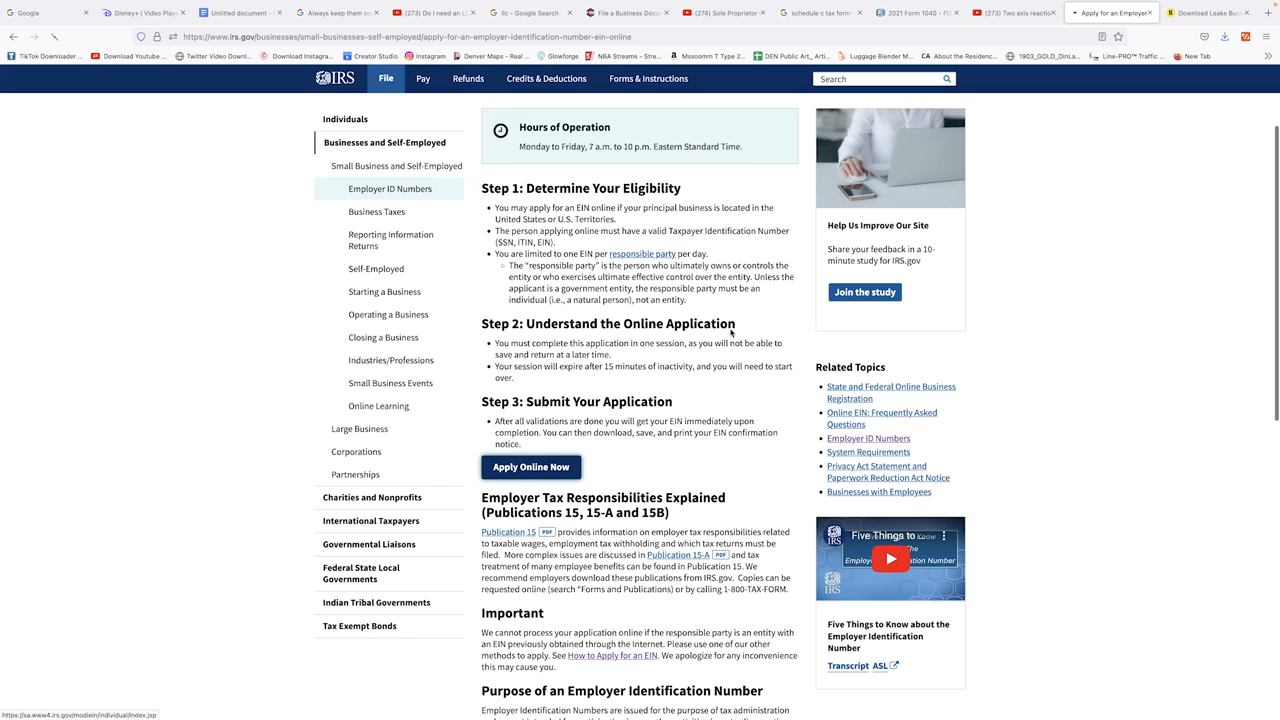 Google
Disney+ | Video Playe
Untitled document -
Always keep them se
(273) Do I need an LL
llc - Google Search
File a Business Docu
(274) Sole Proprietor
schedule c tax form -
2021 Form 1040 - f10
(273) Two axis reactio
Apply for an Employer
Download Leaks Bus
https://www.irs.gov/businesses/small-businesses-self-employed/apply-for-an-employer-identification-number-ein-online
TikTok Downloader ...
Download Youtube ...
Twitter Video Downl...
Download Instagra...
Creator Studio
Instagram
Denver Maps - Real ...
Glowforge
NBA Streams - Stre...
Mssoomm T Type 2...
DEN Public Art_ Arti...
Luggage Blender M...
CA About the Residenc...
1903_GOLD_DinLa...
Line-PRO™ Traffic ...
New Tab
IRS
File
Pay
Refunds
Credits & Deductions
Forms & Instructions
Search
Individuals
Businesses and Self-Employed
Small Business and Self-Employed
Employer ID Numbers
Business Taxes
Reporting Information
Returns
Self-Employed
Starting a Business
Operating a Business
Closing a Business
Industries/Professions
Small Business Events
Online Learning
Large Business
Corporations
Partnerships
Charities and Nonprofits
International Taxpayers
Governmental Liaisons
Federal State Local
Governments
Indian Tribal Governments
Tax Exempt Bonds
Hours of Operation
Monday to Friday, 7 a.m. to 10 p.m. Eastern Standard Time.
Step 1: Determine Your Eligibility
• You may apply for an EIN online if your principal business is located in the
United States or U.S. Territories.
• The person applying online must have a valid Taxpayer Identification Number
(SSN, ITIN, EIN).
• You are limited to one EIN per responsible party per day.
The “responsible party” is the person who ultimately owns or controls the
entity or who exercises ultimate effective control over the entity. Unless the
applicant is a government entity, the responsible party must be an
individual (i.e., a natural person), not an entity.
Step 2: Understand the Online Application
• You must complete this application in one session, as you will not be able to
save and return at a later time.
• Your session will expire after 15 minutes of inactivity, and you will need to start
over.
Step 3: Submit Your Application
• After all validations are done you will get your EIN immediately upon
completion. You can then download, save, and print your EIN confirmation
notice.
Apply Online Now
Employer Tax Responsibilities Explained
(Publications 15, 15-A and 15B)
Publication 15 PDF provides information on employer tax responsibilities related
to taxable wages, employment tax withholding and which tax returns must be
filed. More complex issues are discussed in Publication 15-A PDF and tax
treatment of many employee benefits can be found in Publication 15. We
recommend employers download these publications from IRS.gov. Copies can be
requested online (search “Forms and Publications) or by calling 1-800-TAX-FORM.
Important
We cannot process your application online if the responsible party is an entity with
an EIN previously obtained through the Internet. Please use one of our other
methods to apply. See How to Apply for an EIN. We apologize for any inconvenience
this may cause you.
Purpose of an Employer Identification Number
Employer Identification Numbers are issued for the purpose of tax administration
Help Us Improve Our Site
Share your feedback in a 10-
minute study for IRS.gov
Join the study
Related Topics
• State and Federal Online Business
Registration
• Online EIN: Frequently Asked
Questions
• Employer ID Numbers
• System Requirements
• Privacy Act Statement and
Paperwork Reduction Act Notice
• Businesses with Employees
Five Things to Know
The
Employer Identification Number
IRS
Five Things to Know about the
Employer Identification
Number
Transcript ASL
https://sa.www4.irs.gov/modiein/individual/index.jsp